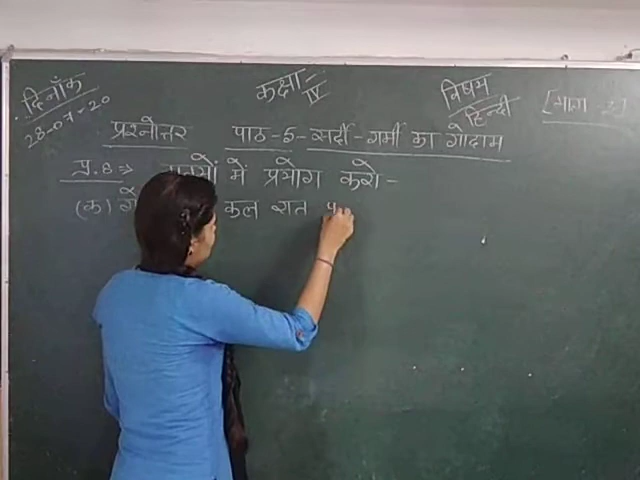 दिनाँक कक्षा - IV विषय
28-07-20 हिन्दी [भाग-2]
प्रश्नोत्तर पाठ-5-सर्दी-गर्मी का गोदाम
प्र.8⇒ में प्रयोग करो-
(क) कल रात